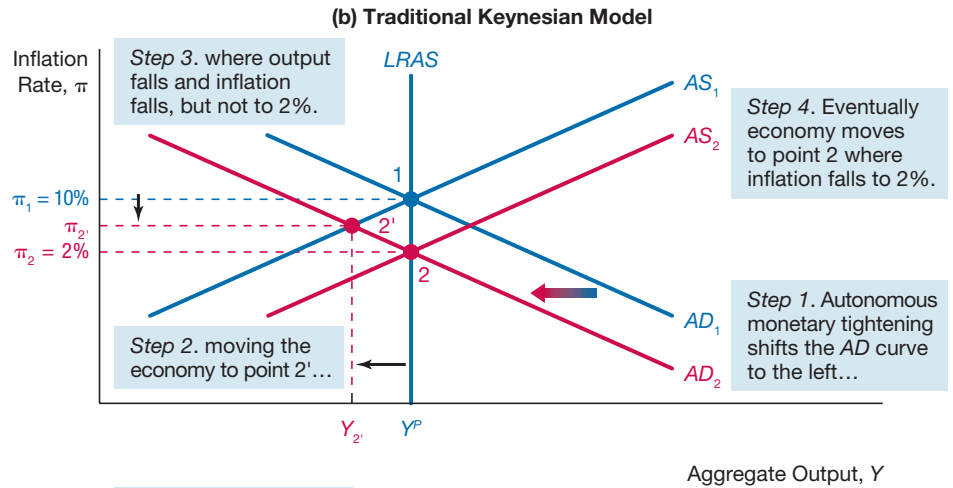 (b) Traditional Keynesian Model
Inflation
Rate, π
Step 3. where output
falls and inflation
falls, but not to 2%.
LRAS
AS₁
AS₂
Step 4. Eventually
economy moves
to point 2 where
inflation falls to 2%.
1
π₁ = 10%
π₂'
2'
π₂ = 2%
2
Step 1. Autonomous
monetary tightening
shifts the AD curve
to the left…
AD₁
AD₂
Step 2. moving the
economy to point 2'…
Y₂'
Yᴾ
Aggregate Output, Y